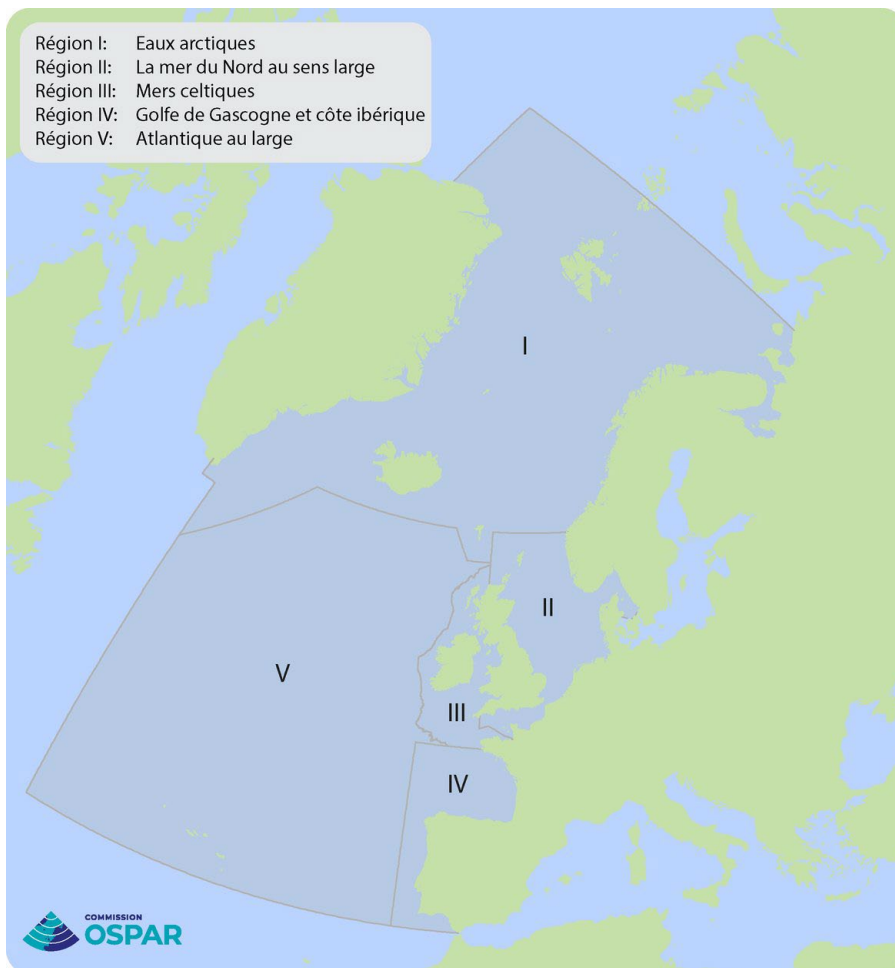 Région I: Eaux arctiques
Région II: La mer du Nord au sens large
Région III: Mers celtiques
Région IV: Golfe de Gascogne et côte ibérique
Région V: Atlantique au large
I
II
V
III
IV
COMMISSION
OSPAR